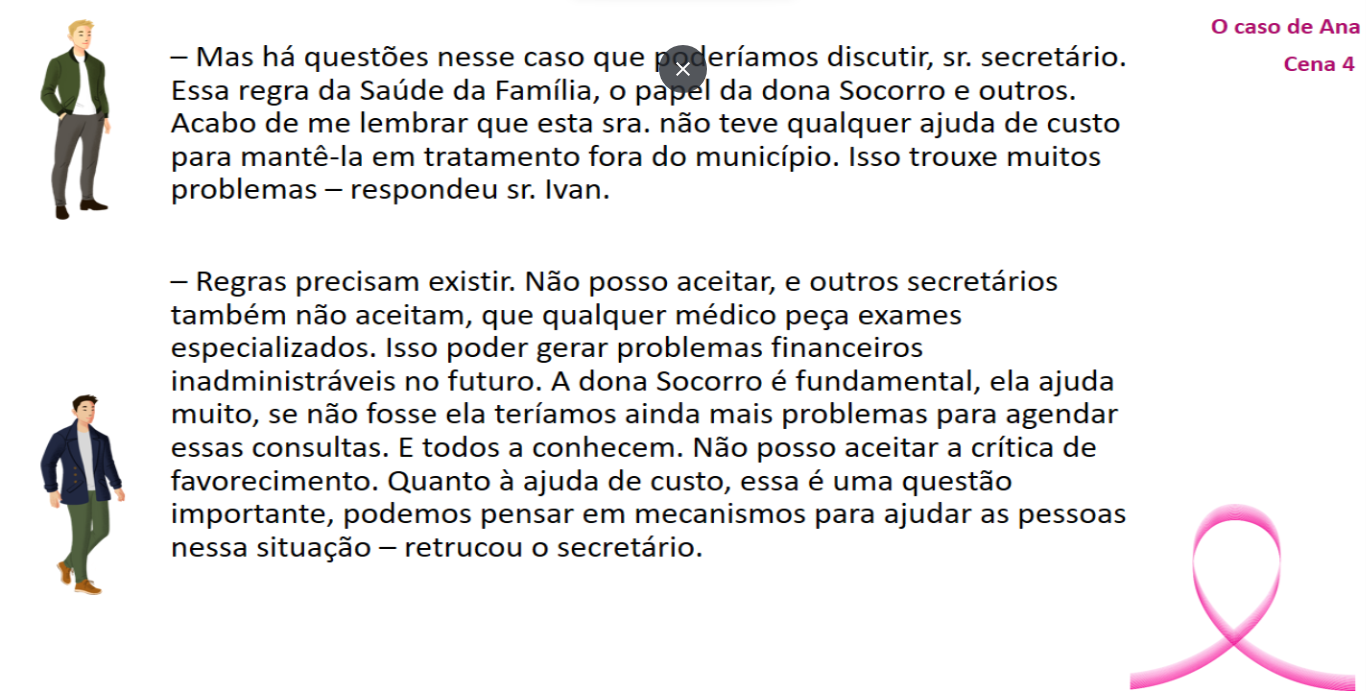 O caso de Ana
Cena 4
– Mas há questões nesse caso que poderíamos discutir, sr. secretário.
Essa regra da Saúde da Família, o papel da dona Socorro e outros.
Acabo de me lembrar que esta sra. não teve qualquer ajuda de custo
para mantê-la em tratamento fora do município. Isso trouxe muitos
problemas – respondeu sr. Ivan.
– Regras precisam existir. Não posso aceitar, e outros secretários
também não aceitam, que qualquer médico peça exames
especializados. Isso poder gerar problemas financeiros
inadministráveis no futuro. A dona Socorro é fundamental, ela ajuda
muito, se não fosse ela teríamos ainda mais problemas para agendar
essas consultas. E todos a conhecem. Não posso aceitar a crítica de
favorecimento. Quanto à ajuda de custo, essa é uma questão
importante, podemos pensar em mecanismos para ajudar as pessoas
nessa situação – retrucou o secretário.